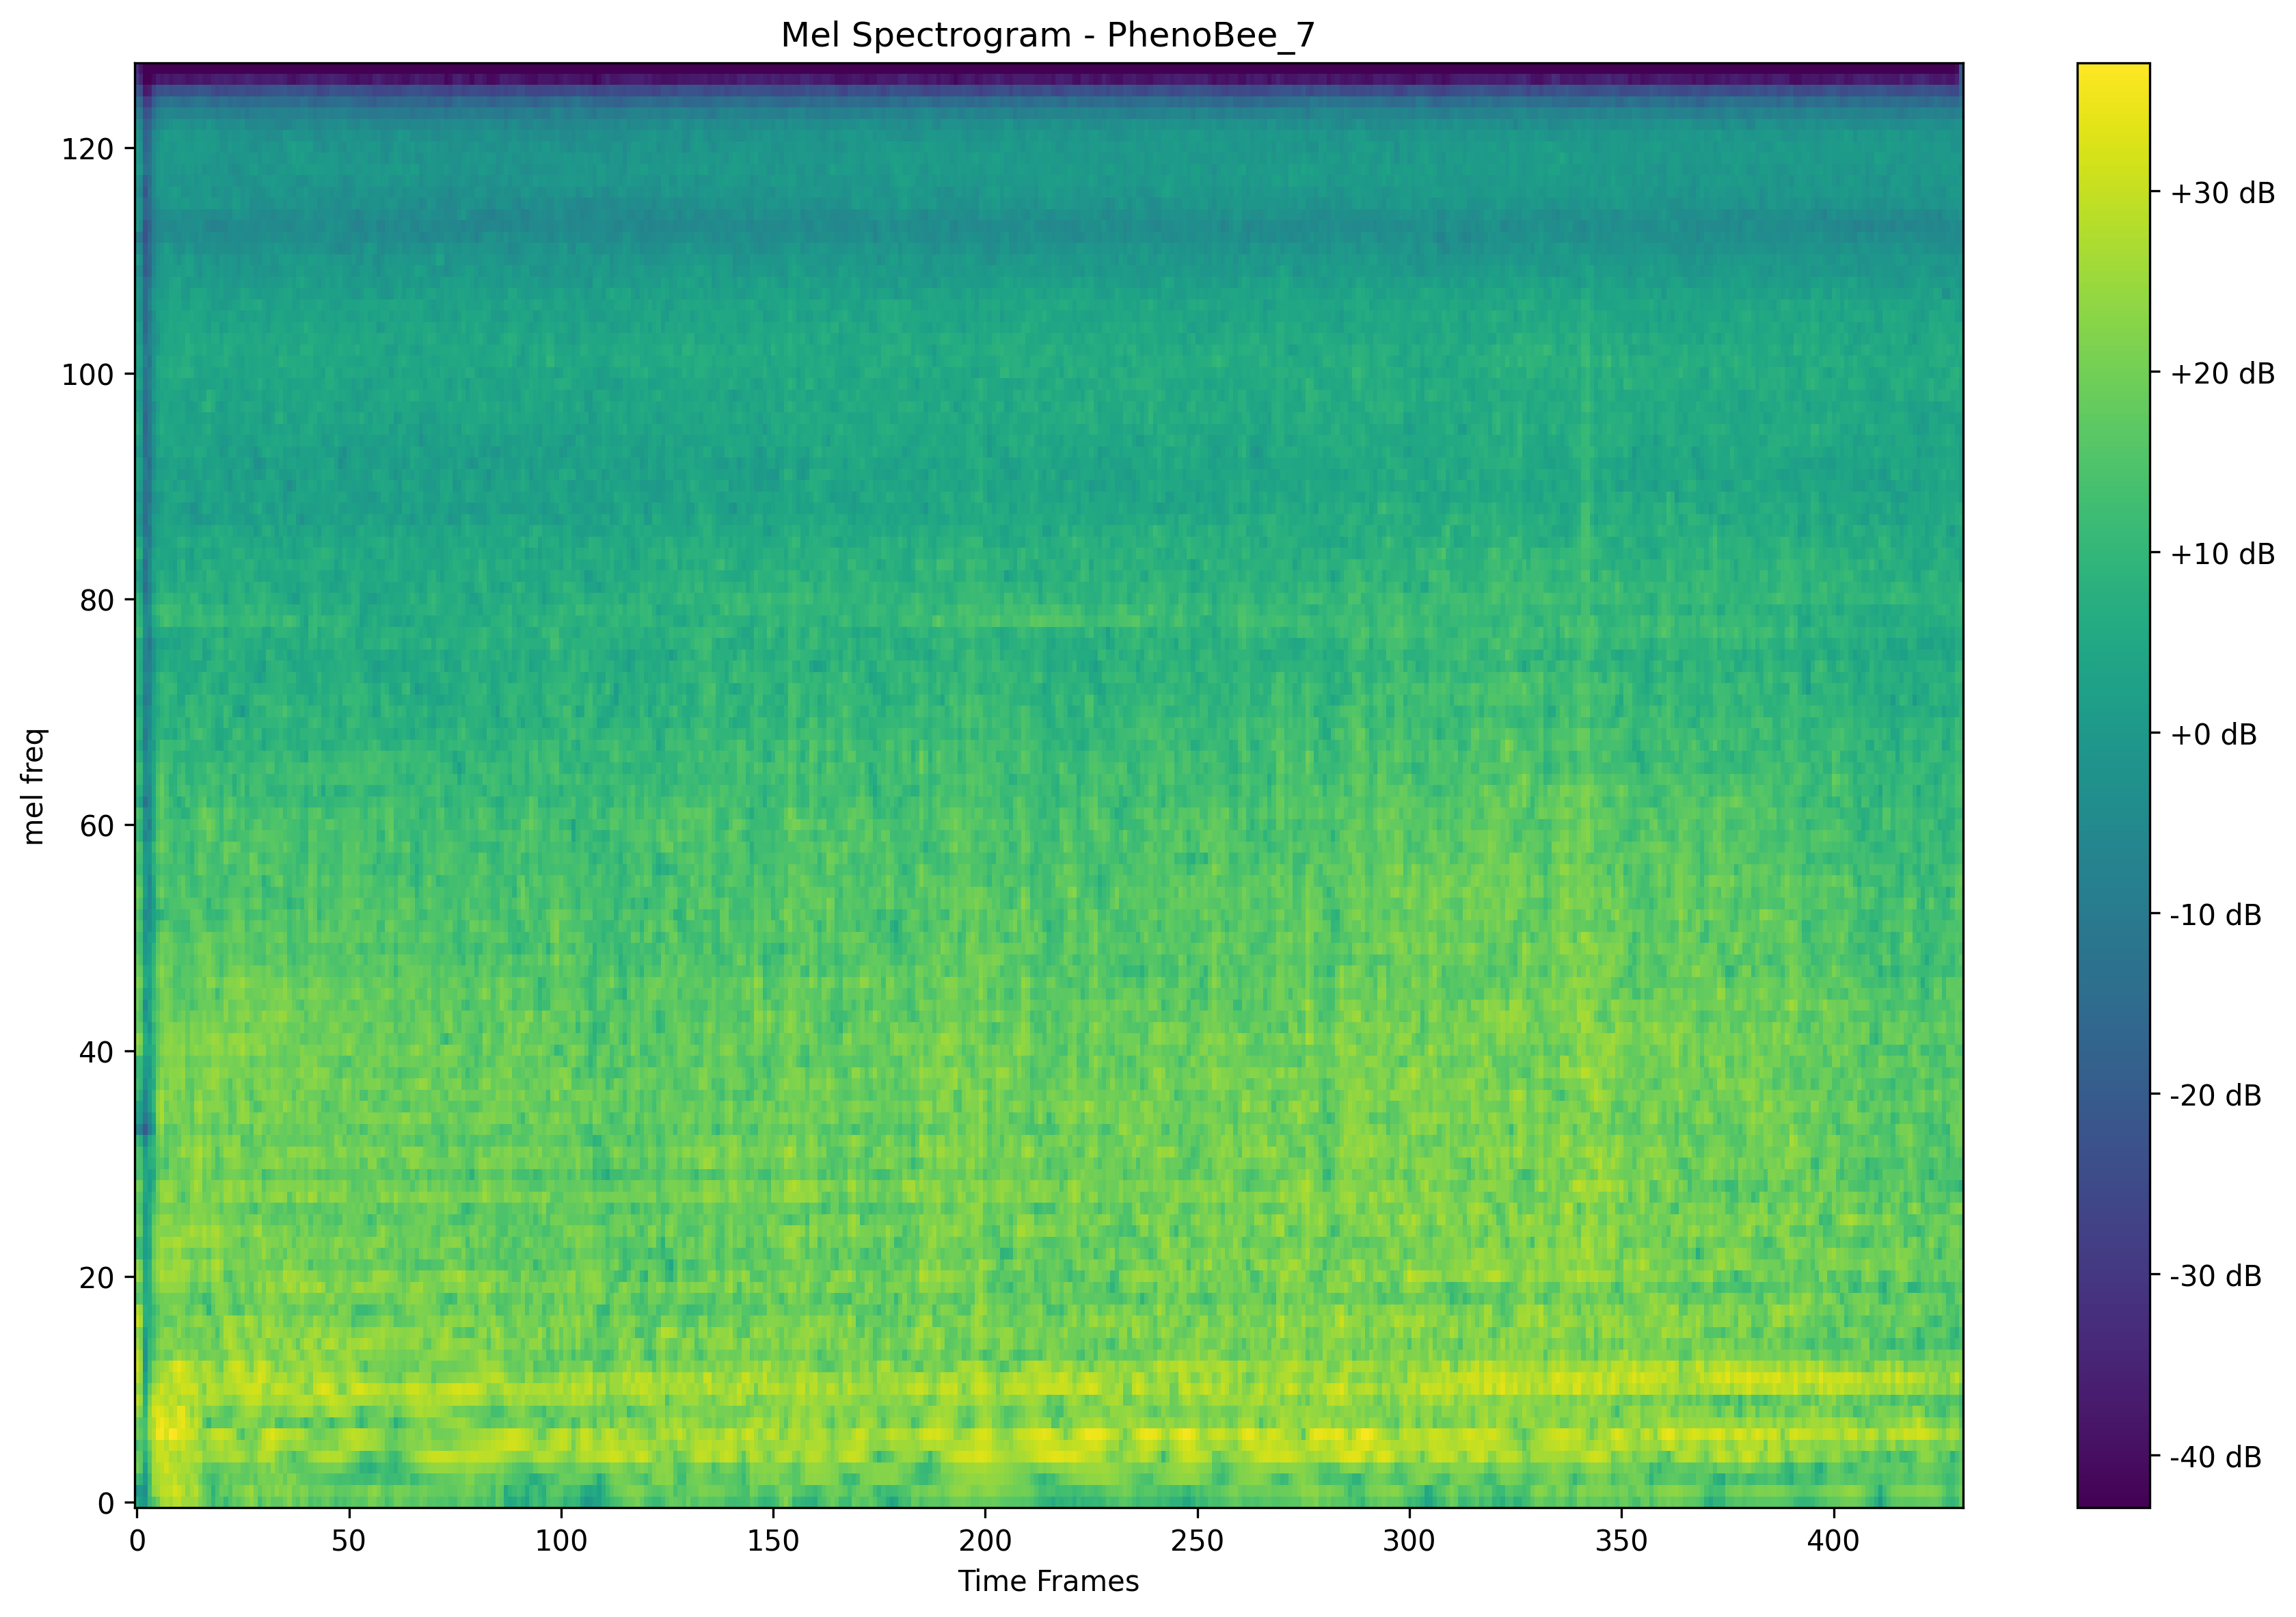 Mel Spectrogram - PhenoBee_7
mel freq
120
100
80
60
40
20
0
0 50 100 150 200 250 300 350 400
Time Frames
+30 dB
+20 dB
+10 dB
+0 dB
-10 dB
-20 dB
-30 dB
-40 dB